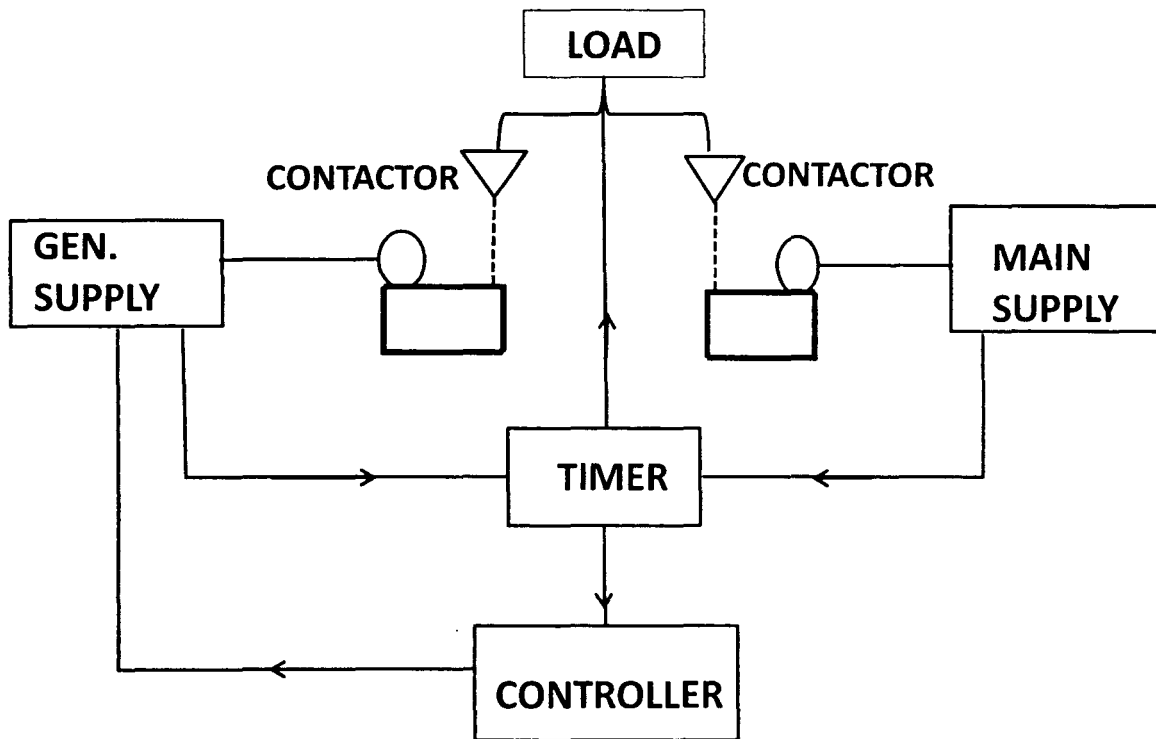 LOAD
CONTACTOR
CONTACTOR
GEN.
SUPPLY
MAIN
SUPPLY
TIMER
CONTROLLER